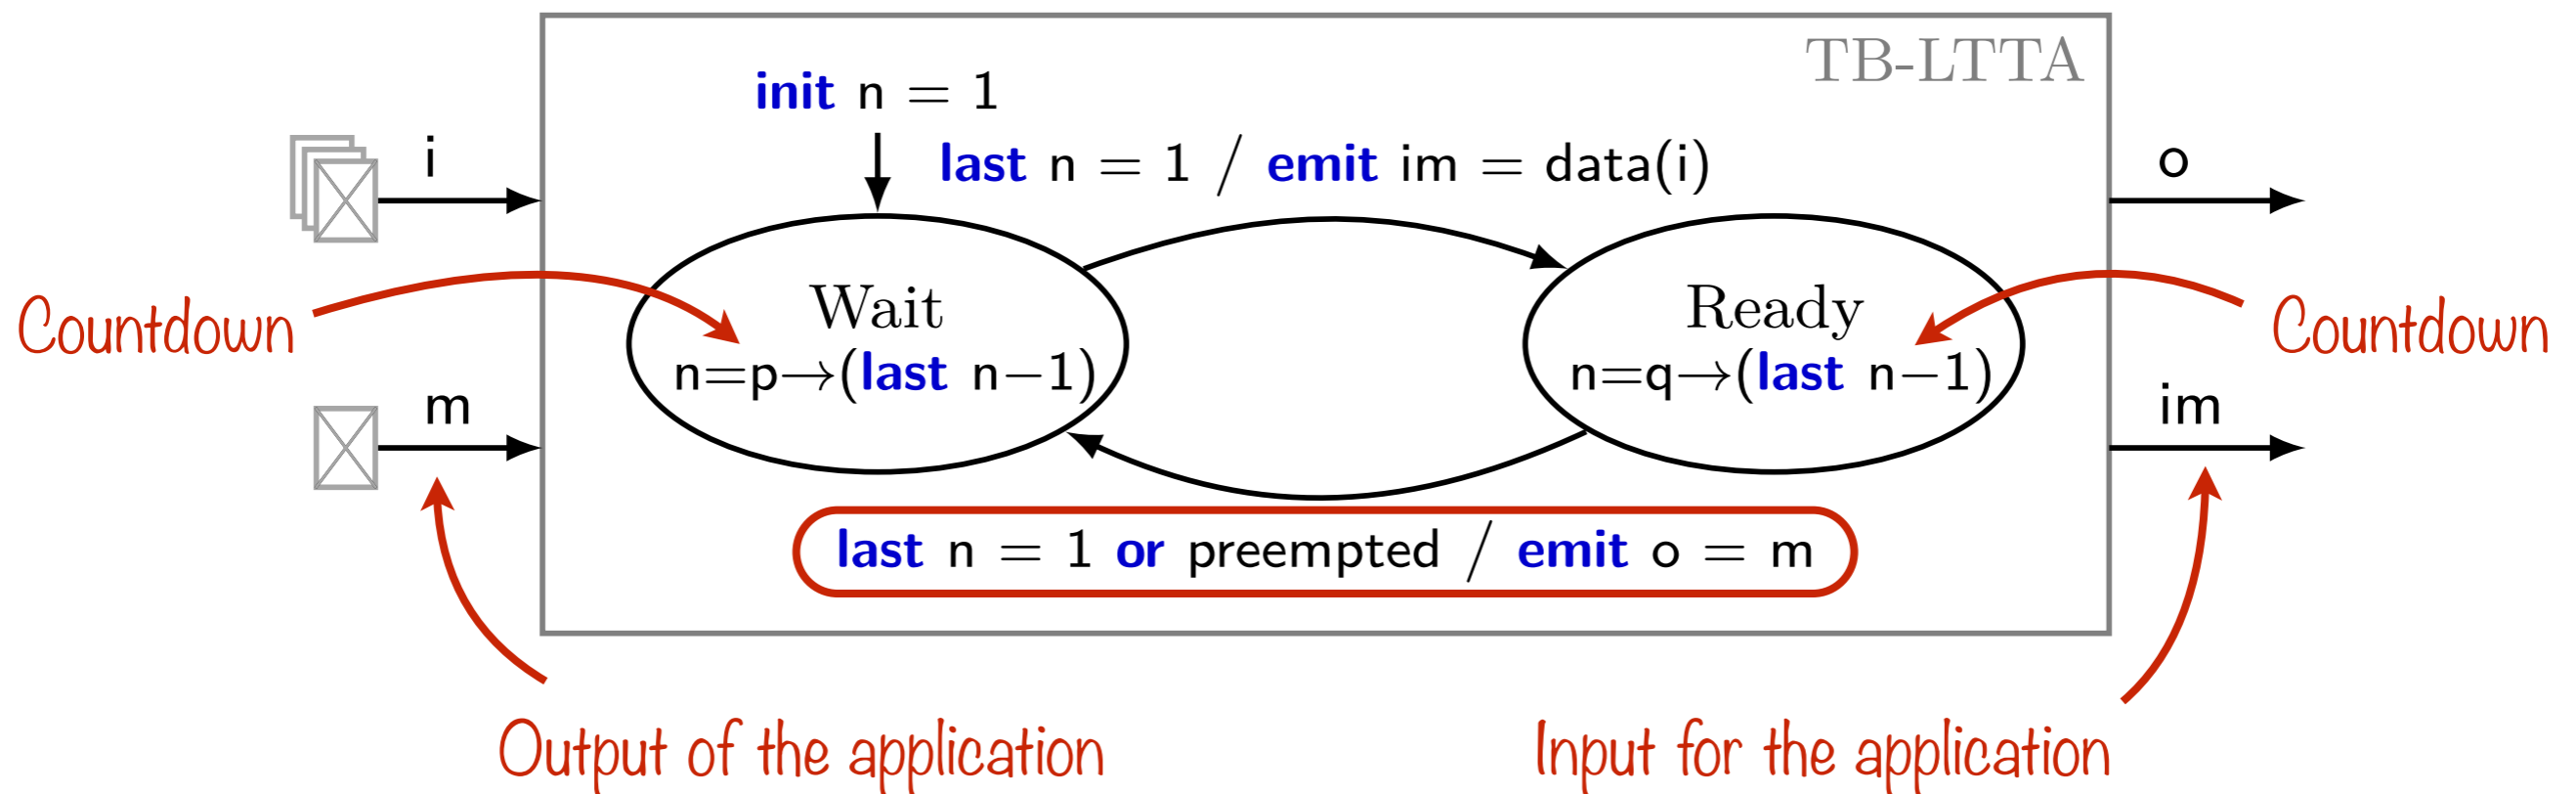 TB-LTTA
init n = 1
last n = 1 / emit im = data(i)
i
o
Wait
n=p→(last n−1)
Ready
n=q→(last n−1)
Countdown
Countdown
m
im
last n = 1 or preempted / emit o = m
Output of the application
Input for the application